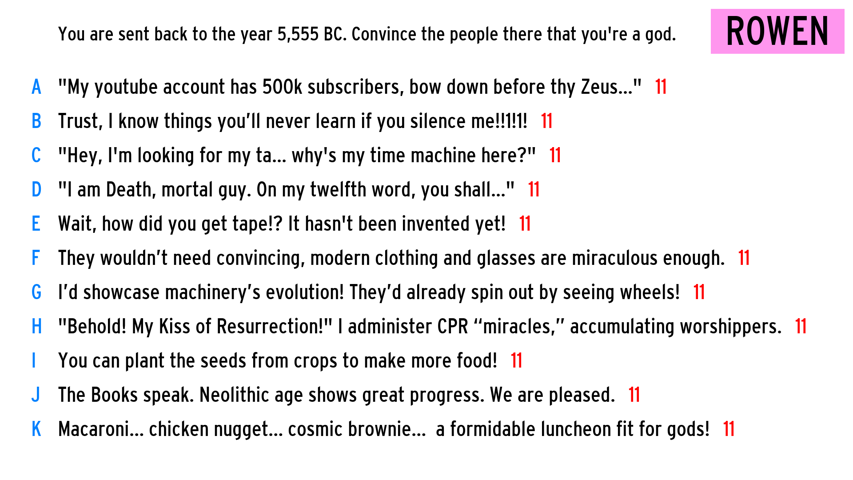 You are sent back to the year 5,555 BC. Convince the people there that you're a god. ROWEN
A "My youtube account has 500k subscribers, bow down before thy Zeus..." 11
B Trust, I know things you’ll never learn if you silence me!!1!1! 11
C "Hey, I'm looking for my ta... why's my time machine here?" 11
D "I am Death, mortal guy. On my twelfth word, you shall..." 11
E Wait, how did you get tape!? It hasn't been invented yet! 11
F They wouldn’t need convincing, modern clothing and glasses are miraculous enough. 11
G I’d showcase machinery’s evolution! They’d already spin out by seeing wheels! 11
H "Behold! My Kiss of Resurrection!" I administer CPR “miracles,” accumulating worshippers. 11
I You can plant the seeds from crops to make more food! 11
J The Books speak. Neolithic age shows great progress. We are pleased. 11
K Macaroni... chicken nugget... cosmic brownie... a formidable luncheon fit for gods! 11